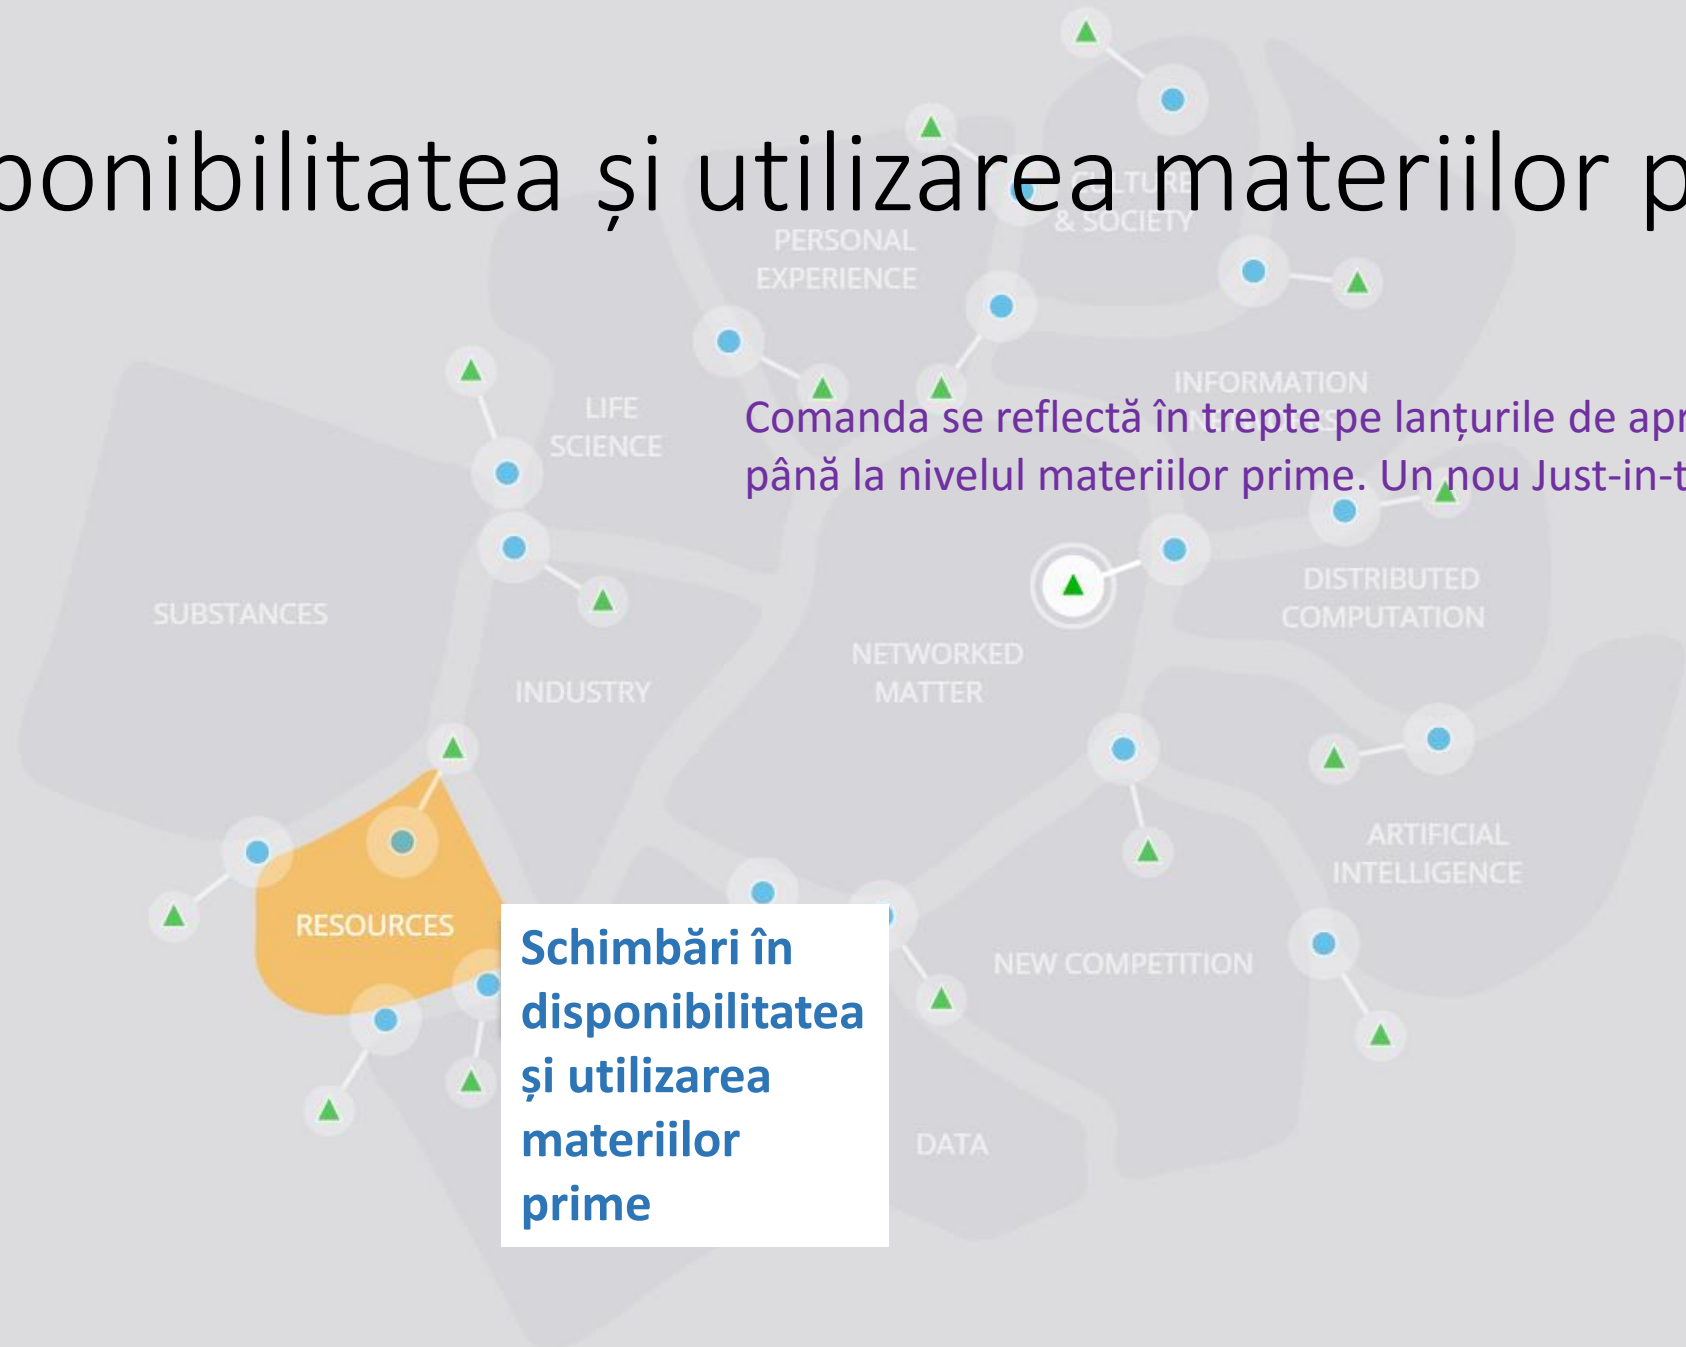 ponibilitatea și utilizarea materiilor p
CULTURE
& SOCIETY
PERSONAL
EXPERIENCE
INFORMATION
LIFE
SCIENCE
Comanda se reflectă în trepte pe lanțurile de apr
până la nivelul materiilor prime. Un nou Just-in-t
DISTRIBUTED
COMPUTATION
SUBSTANCES
NETWORKED
MATTER
INDUSTRY
ARTIFICIAL
INTELLIGENCE
RESOURCES
NEW COMPETITION
Schimbări în
disponibilitatea
și utilizarea
materiilor
prime
DATA